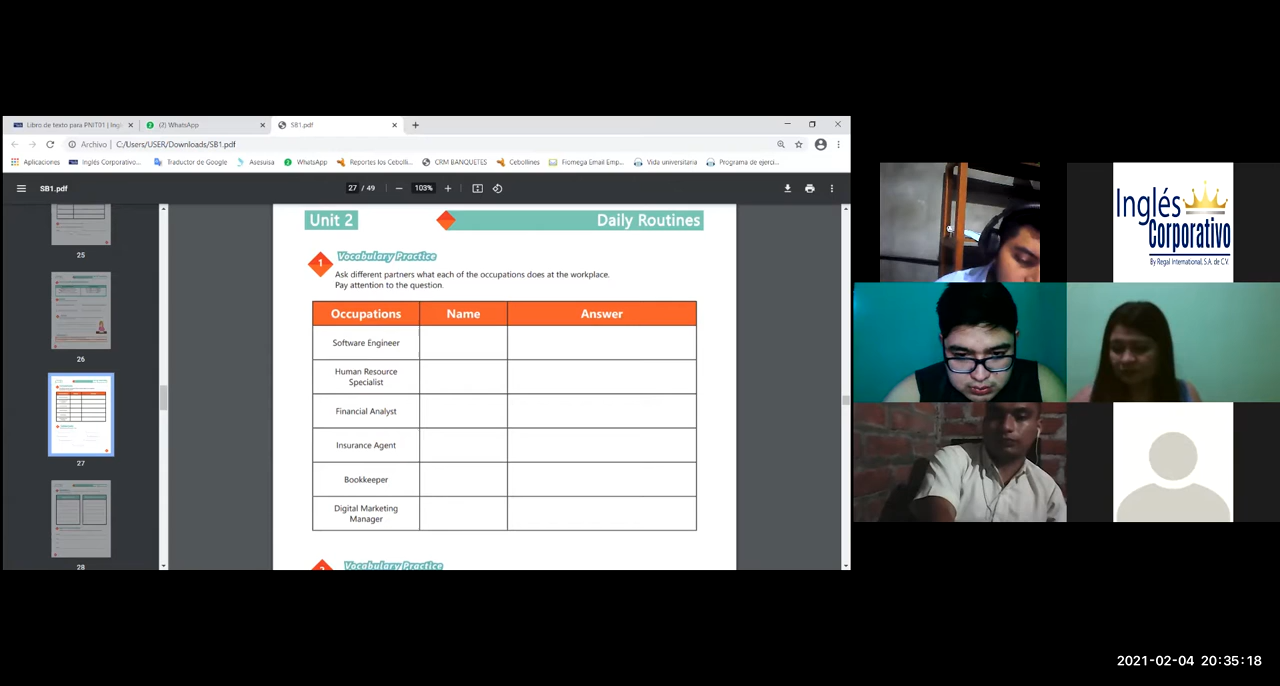 Libro de texto para PNIT01 | Ing
(2) WhatsApp
SB1.pdf
Archivo
C:/Users/USER/Downloads/SB1.pdf
Aplicaciones
Inglés Corporativo...
Traductor de Google
Asesuisa
WhatsApp
Reportes los Cebolli...
CRM BANQUETES
Cebollines
Fiomega Email Emp...
Vida universitaria
Programa de ejerci...
SB1.pdf
27 / 49
103%
25
26
27
28
Unit 2
Daily Routines
1
Vocabulary Practice
Ask different partners what each of the occupations does at the workplace.
Pay attention to the question.
Occupations
Name
Answer
Software Engineer
Human Resource
Specialist
Financial Analyst
Insurance Agent
Bookkeeper
Digital Marketing
Manager
Vocabulary Practice
Inglés
Corporativo
By Regal International, S.A. de C.V.
2021-02-04 20:35:18